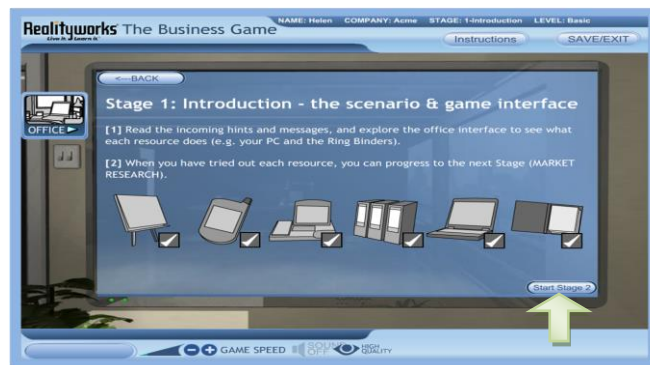 NAME: Helen COMPANY: Acme STAGE: 1-Introduction LEVEL: Basic
Realityworks The Business Game
Live it Learn it
Instructions SAVE/EXIT
<---BACK
OFFICE
Stage 1: Introduction - the scenario & game interface
[1] Read the incoming hints and messages, and explore the office interface to see what
each resource does (e.g. your PC and the Ring Binders).
[2] When you have tried out each resource, you can progress to the next Stage (MARKET
RESEARCH).
Start Stage 2
GAME SPEED SOUND OFF HIGH QUALITY